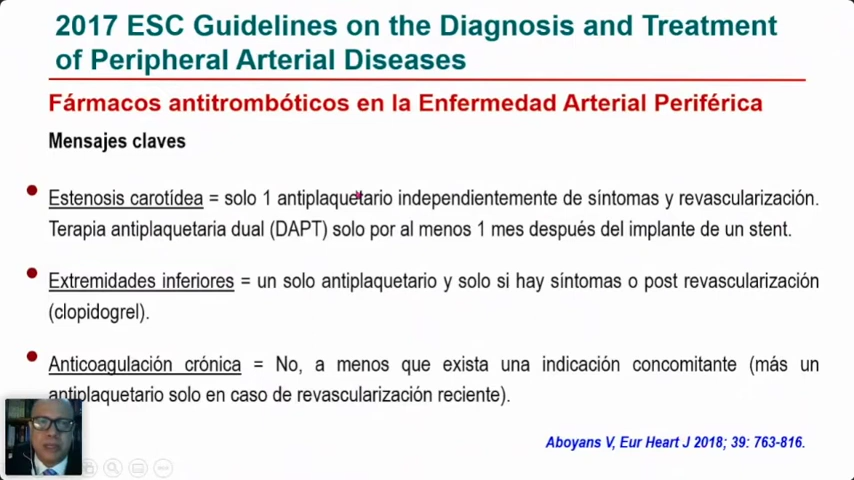 2017 ESC Guidelines on the Diagnosis and Treatment
of Peripheral Arterial Diseases
Fármacos antitrombóticos en la Enfermedad Arterial Periférica
Mensajes claves
Estenosis carotídea = solo 1 antiplaquetario independientemente de síntomas y revascularización.
Terapia antiplaquetaria dual (DAPT) solo por al menos 1 mes después del implante de un stent.
Extremidades inferiores = un solo antiplaquetario y solo si hay síntomas o post revascularización
(clopidogrel).
Anticoagulación crónica = No, a menos que exista una indicación concomitante (más un
antiplaquetario solo en caso de revascularización reciente).
Aboyans V, Eur Heart J 2018; 39: 763-816.